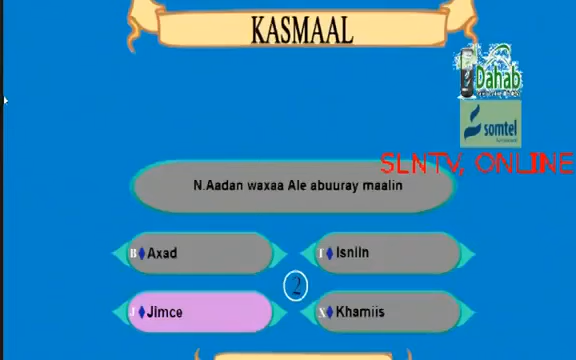 KASMAAL
Dahab
somtel
SLNTV, ONLINE
N.Aadan waxaa Ale abuuray maalin
B Axad
Isniin
2
J Jimce
X Khamiis